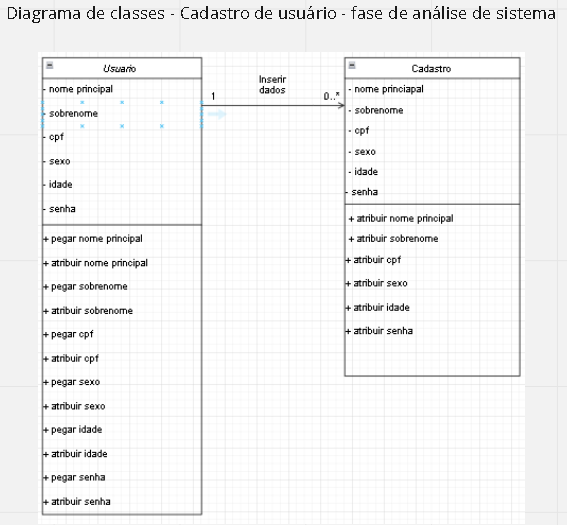 Diagrama de classes - Cadastro de usuário - fase de análise de sistema
Usuario
- nome principal
- sobrenome
- cpf
- sexo
- idade
- senha
+ pegar nome principal
+ atribuir nome principal
+ pegar sobrenome
+ atribuir sobrenome
+ pegar cpf
+ atribuir cpf
+ pegar sexo
+ atribuir sexo
+ pegar idade
+ atribuir idade
+ pegar senha
+ atribuir senha
1
Inserir
dados
0..*
Cadastro
- nome princiapal
- sobrenome
- cpf
- sexo
- idade
- senha
+ atribuir nome principal
+ atribuir sobrenome
+ atribuir cpf
+ atribuir sexo
+ atribuir idade
+ atribuir senha